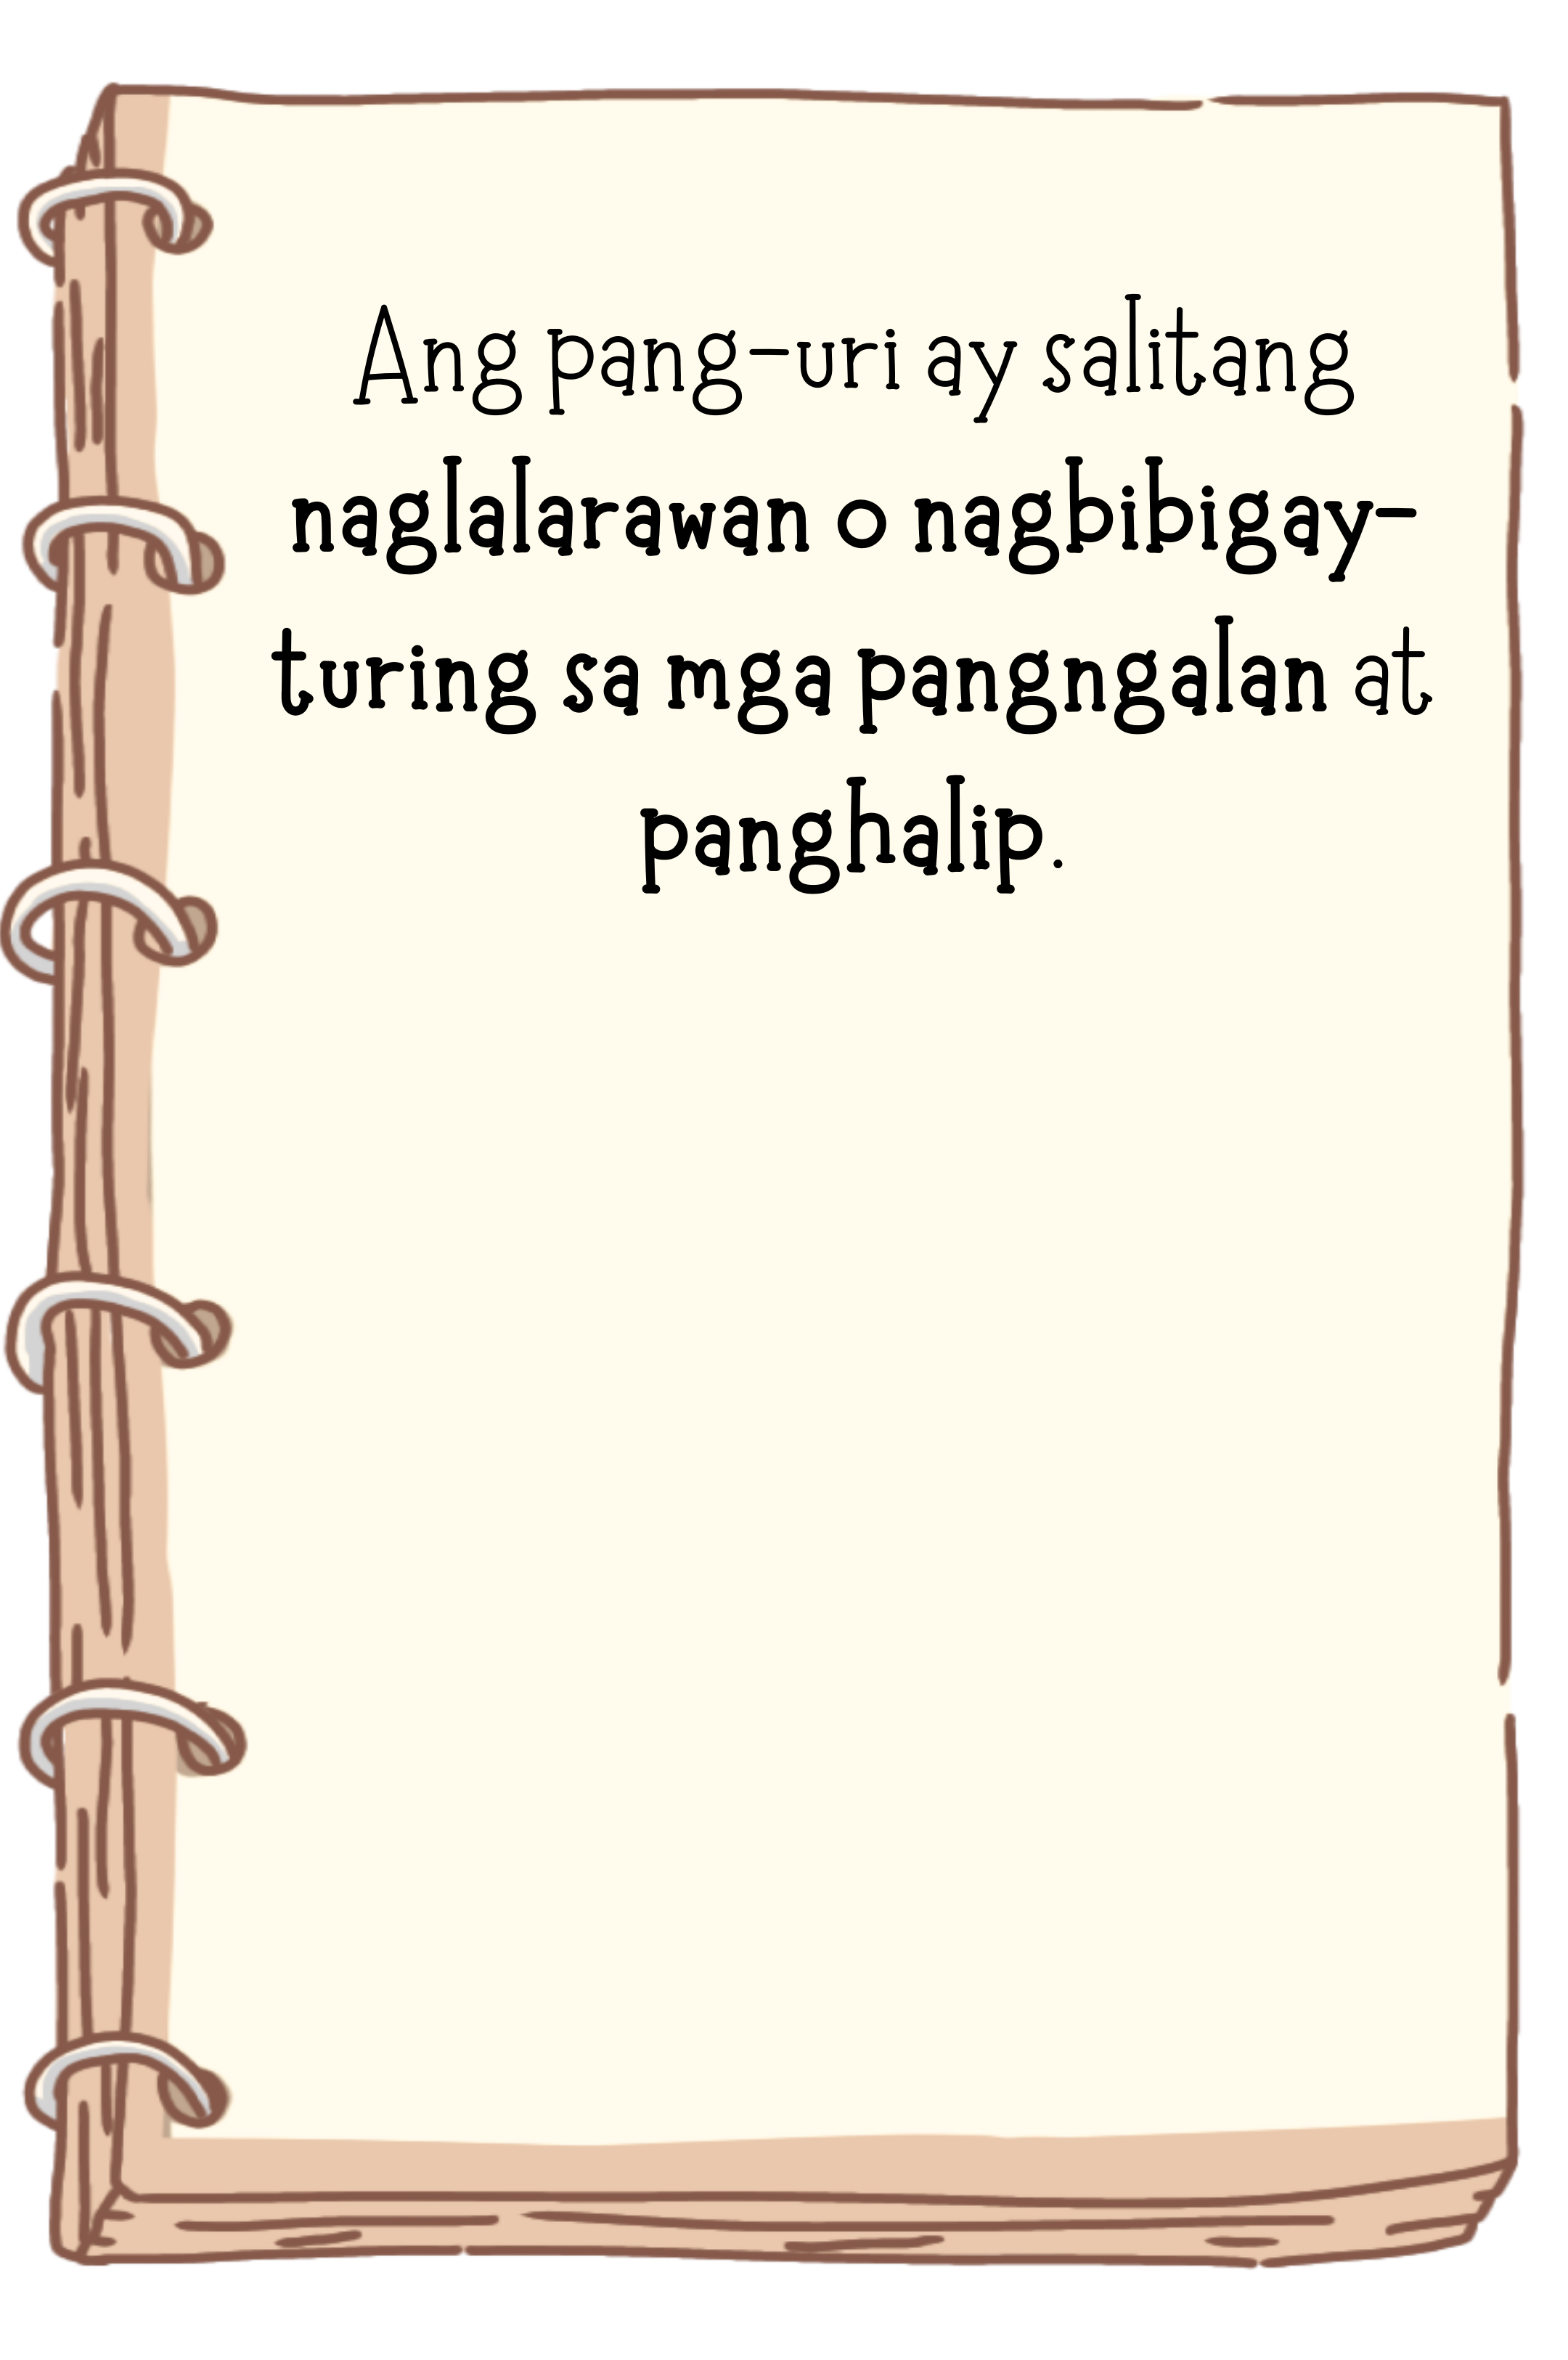 Ang pang-uri ay salitang
naglalarawan o nagbibigay-
turing sa mga pangngalan at
panghalip.